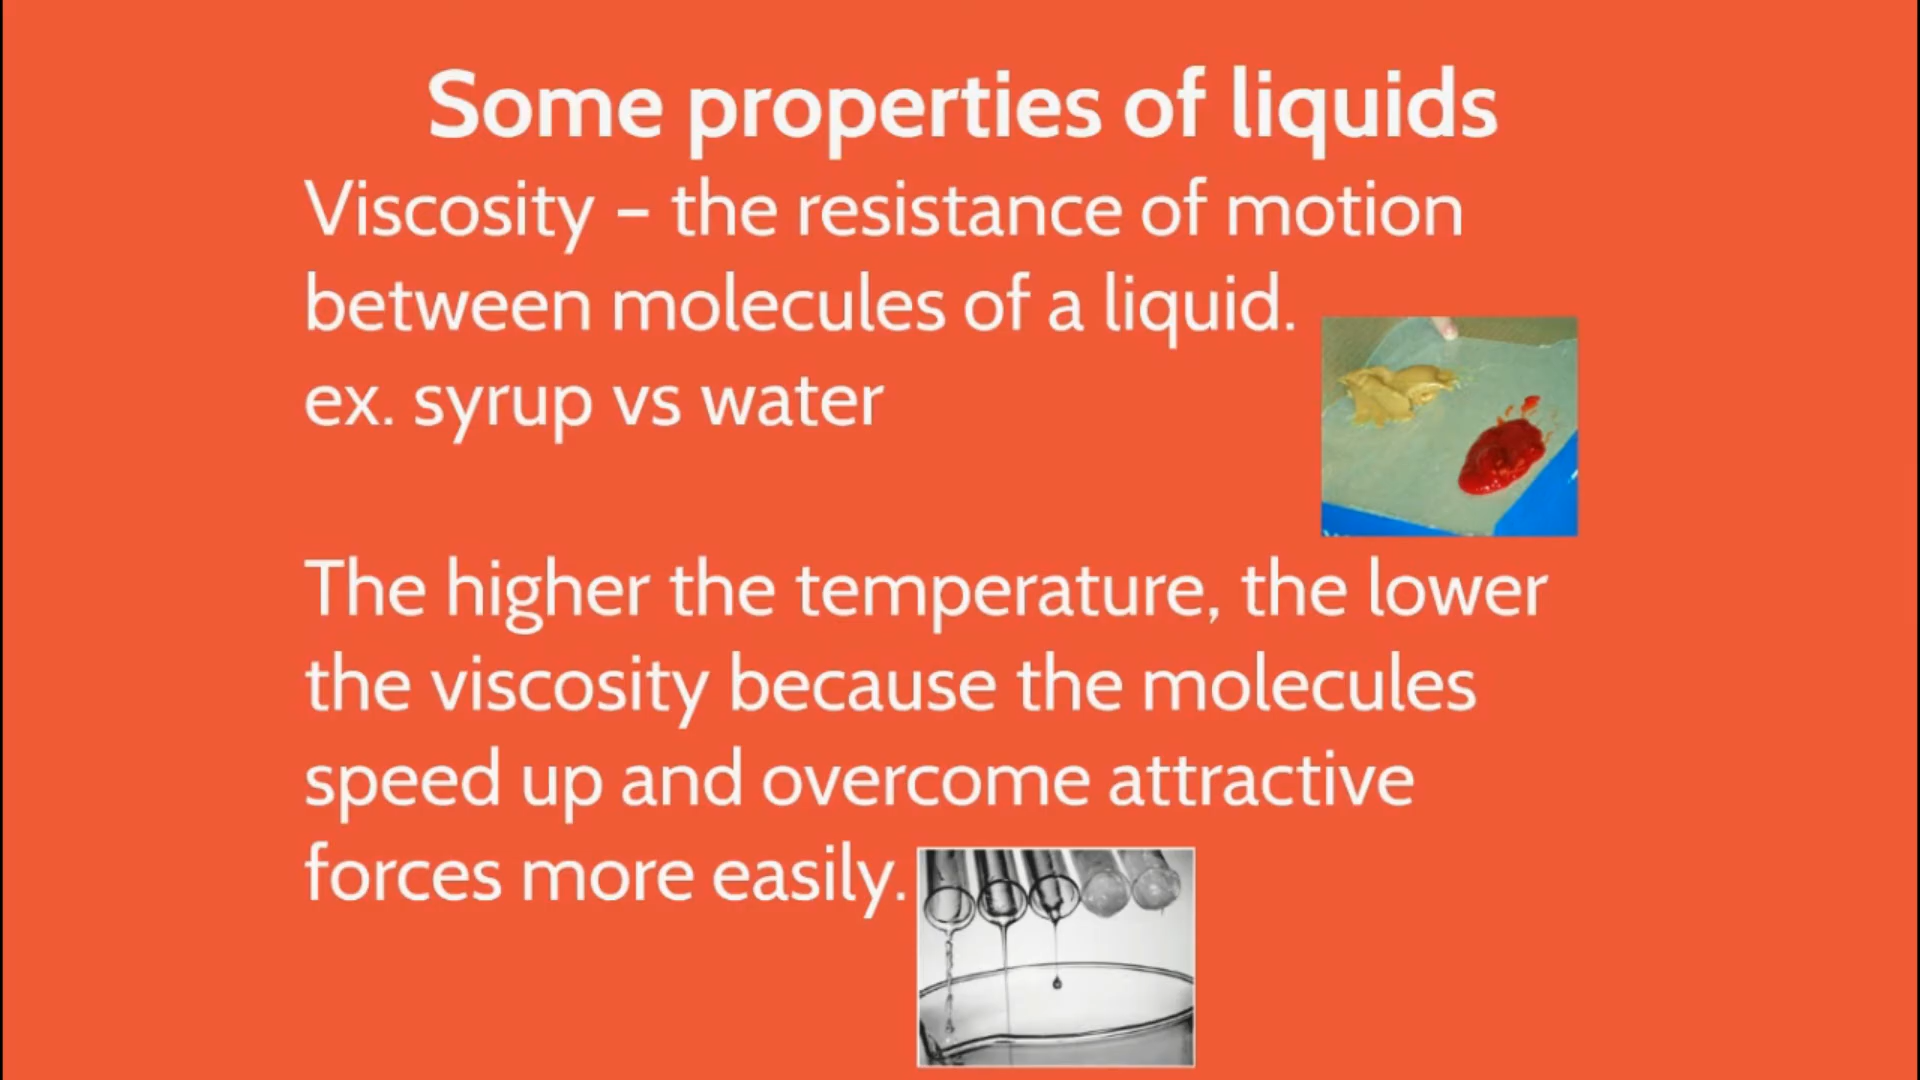 Some properties of liquids
Viscosity – the resistance of motion
between molecules of a liquid.
ex. syrup vs water
The higher the temperature, the lower
the viscosity because the molecules
speed up and overcome attractive
forces more easily.